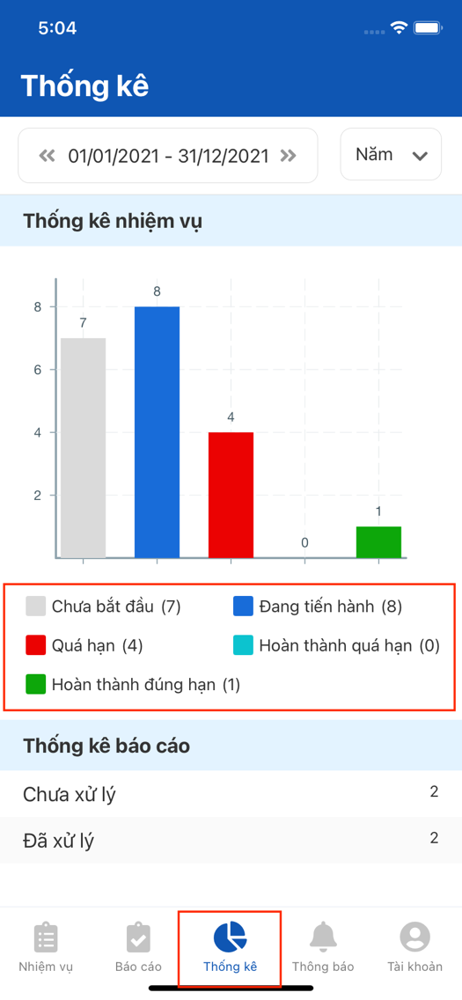 5:04
Thống kê
01/01/2021 - 31/12/2021
Năm
Thống kê nhiệm vụ
8
7
8
6
4
4
2
1
0
Chưa bắt đầu (7)
Đang tiến hành (8)
Quá hạn (4)
Hoàn thành quá hạn (0)
Hoàn thành đúng hạn (1)
Thống kê báo cáo
Chưa xử lý 2
Đã xử lý 2
Nhiệm vụ
Báo cáo
Thống kê
Thông báo
Tài khoản